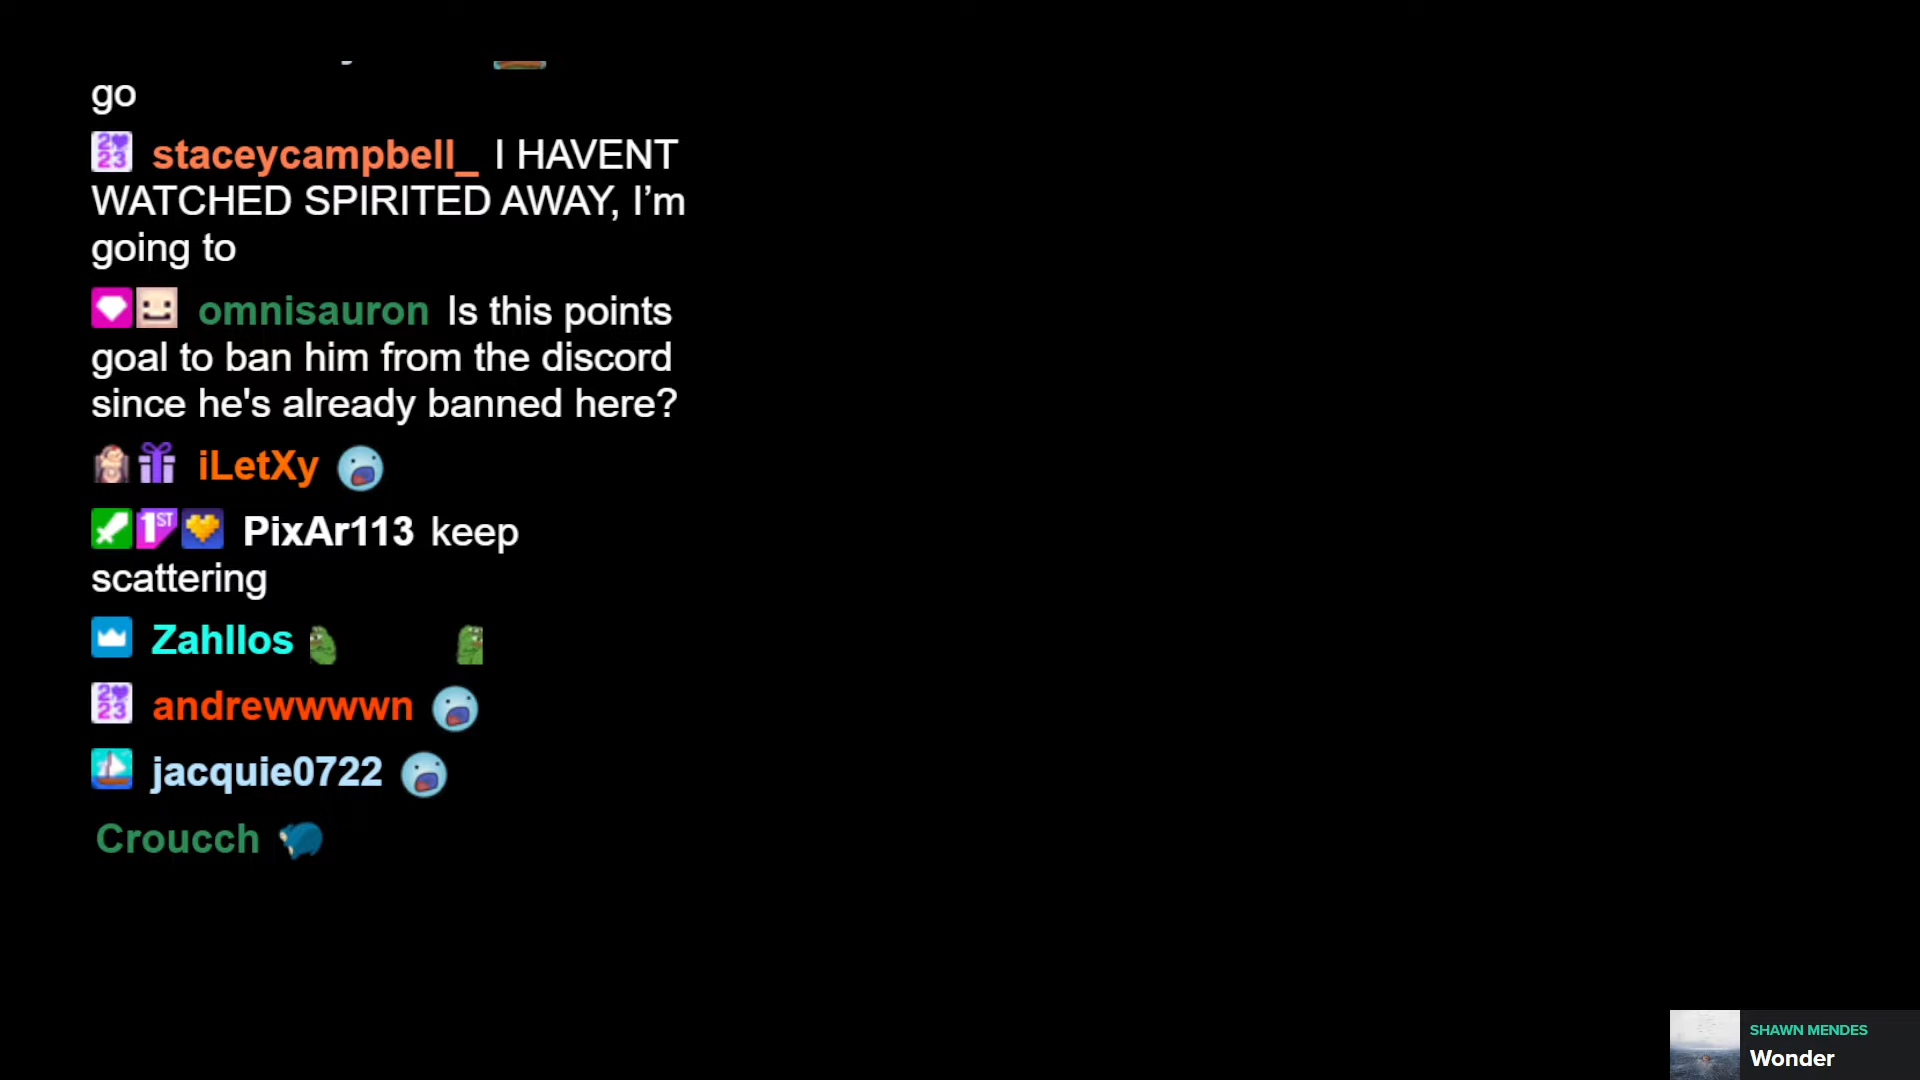 go
staceycampbell_ I HAVENT
WATCHED SPIRITED AWAY, I’m
going to
omnisauron Is this points
goal to ban him from the discord
since he's already banned here?
iLetXy
1ST PixAr113 keep
scattering
Zahllos
andrewwwwn
jacquie0722
Croucch
SHAWN MENDES
Wonder